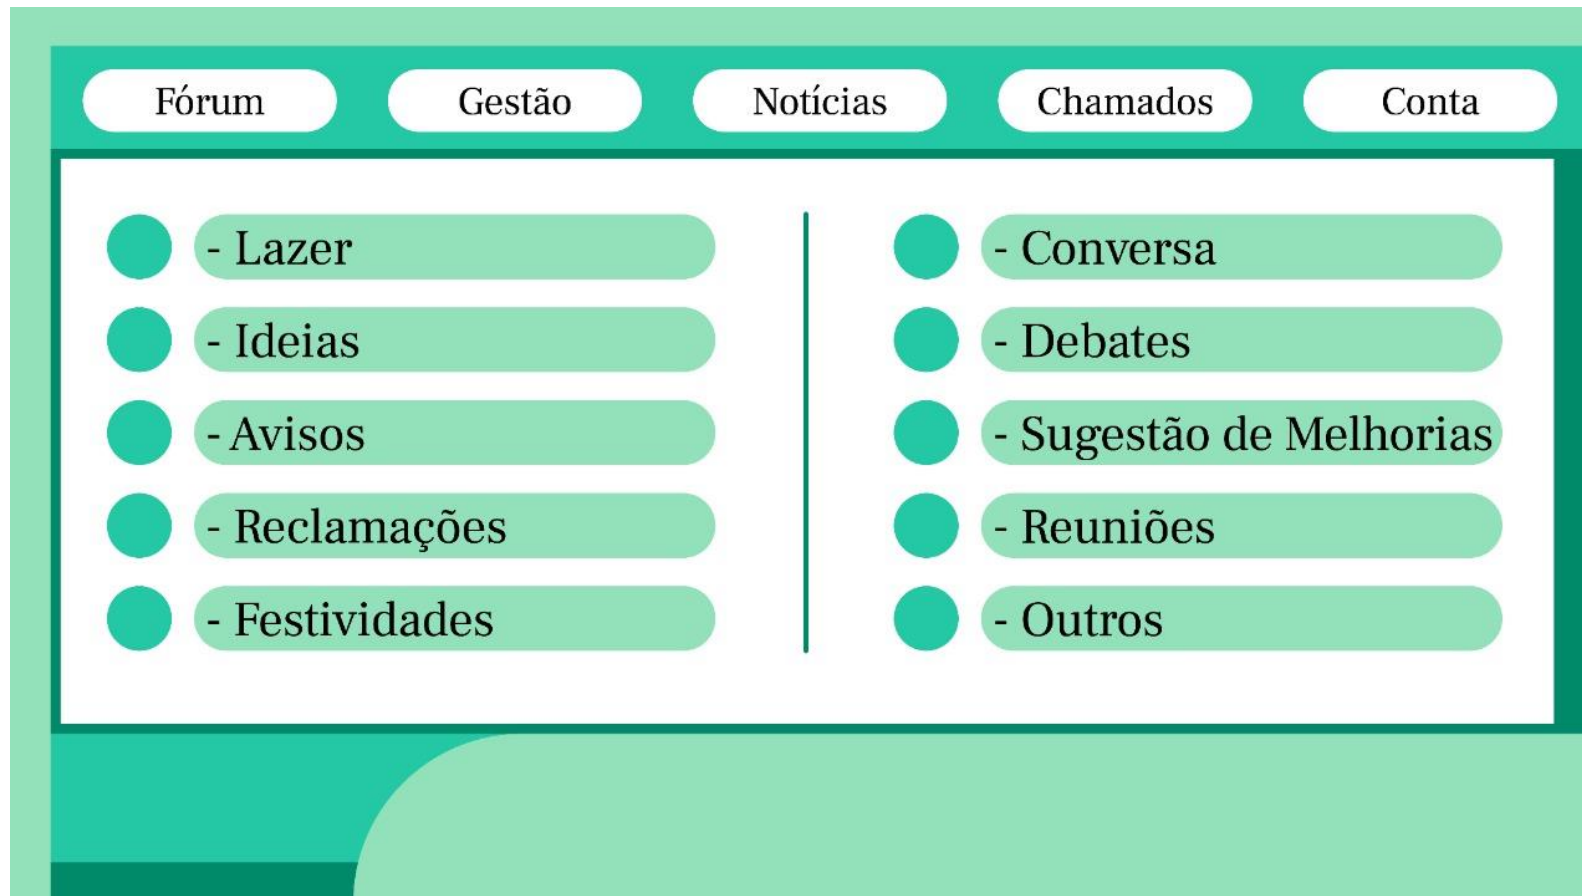 Fórum
Gestão
Notícias
Chamados
Conta
- Lazer
- Ideias
- Avisos
- Reclamações
- Festividades
- Conversa
- Debates
- Sugestão de Melhorias
- Reuniões
- Outros